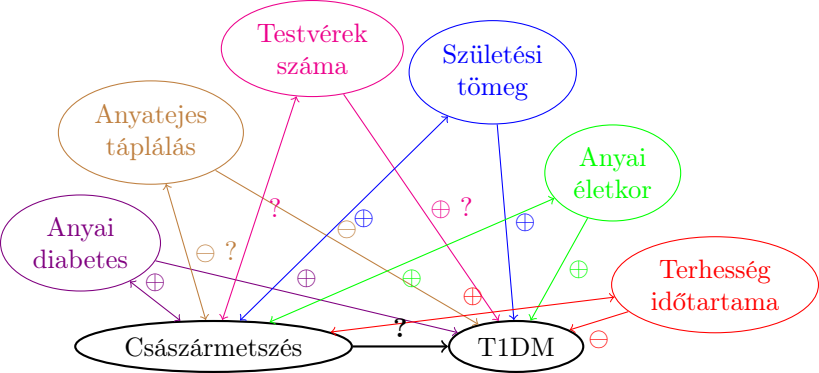 Testvérek
száma
Születési
tömeg
Anyatejes
táplálás
Anyai
életkor
Anyai
diabetes
Terhesség
időtartama
Császármetszés
T1DM
?
⊕ ?
⊕
⊖
⊕
⊖ ?
⊕
⊕
⊕
⊕
⊕
?
⊖